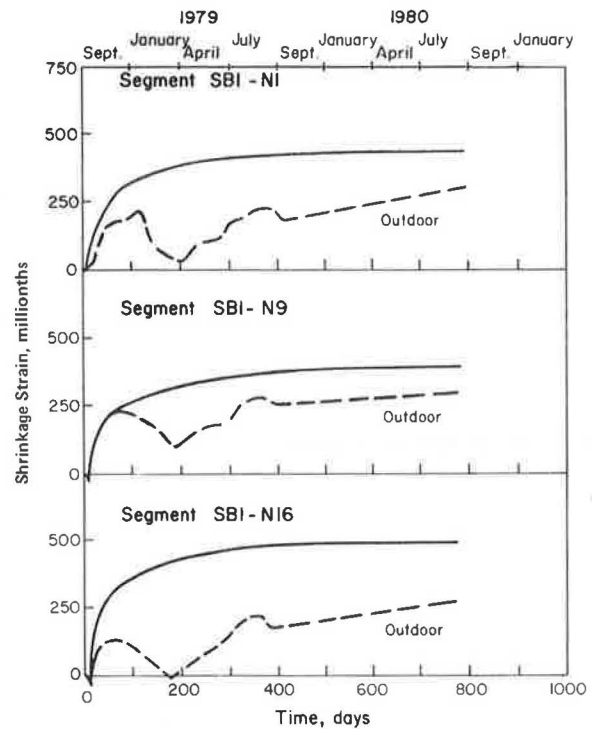 1979 1980
January July January July January
Sept. April Sept. April Sept.
750
Segment SB1-N1
500
250
Outdoor
0
Segment SB1-N9
500
250
Outdoor
0
Segment SB1-N16
500
250
Outdoor
0
0 200 400 600 800 1000
Time, days
Shrinkage Strain, millionths